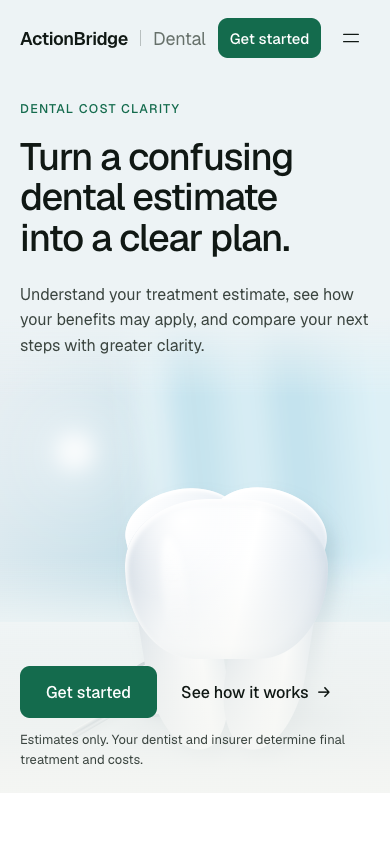 ActionBridge | Dental Get started
DENTAL COST CLARITY
Turn a confusing
dental estimate
into a clear plan.
Understand your treatment estimate, see how
your benefits may apply, and compare your next
steps with greater clarity.
Get started See how it works →
Estimates only. Your dentist and insurer determine final
treatment and costs.